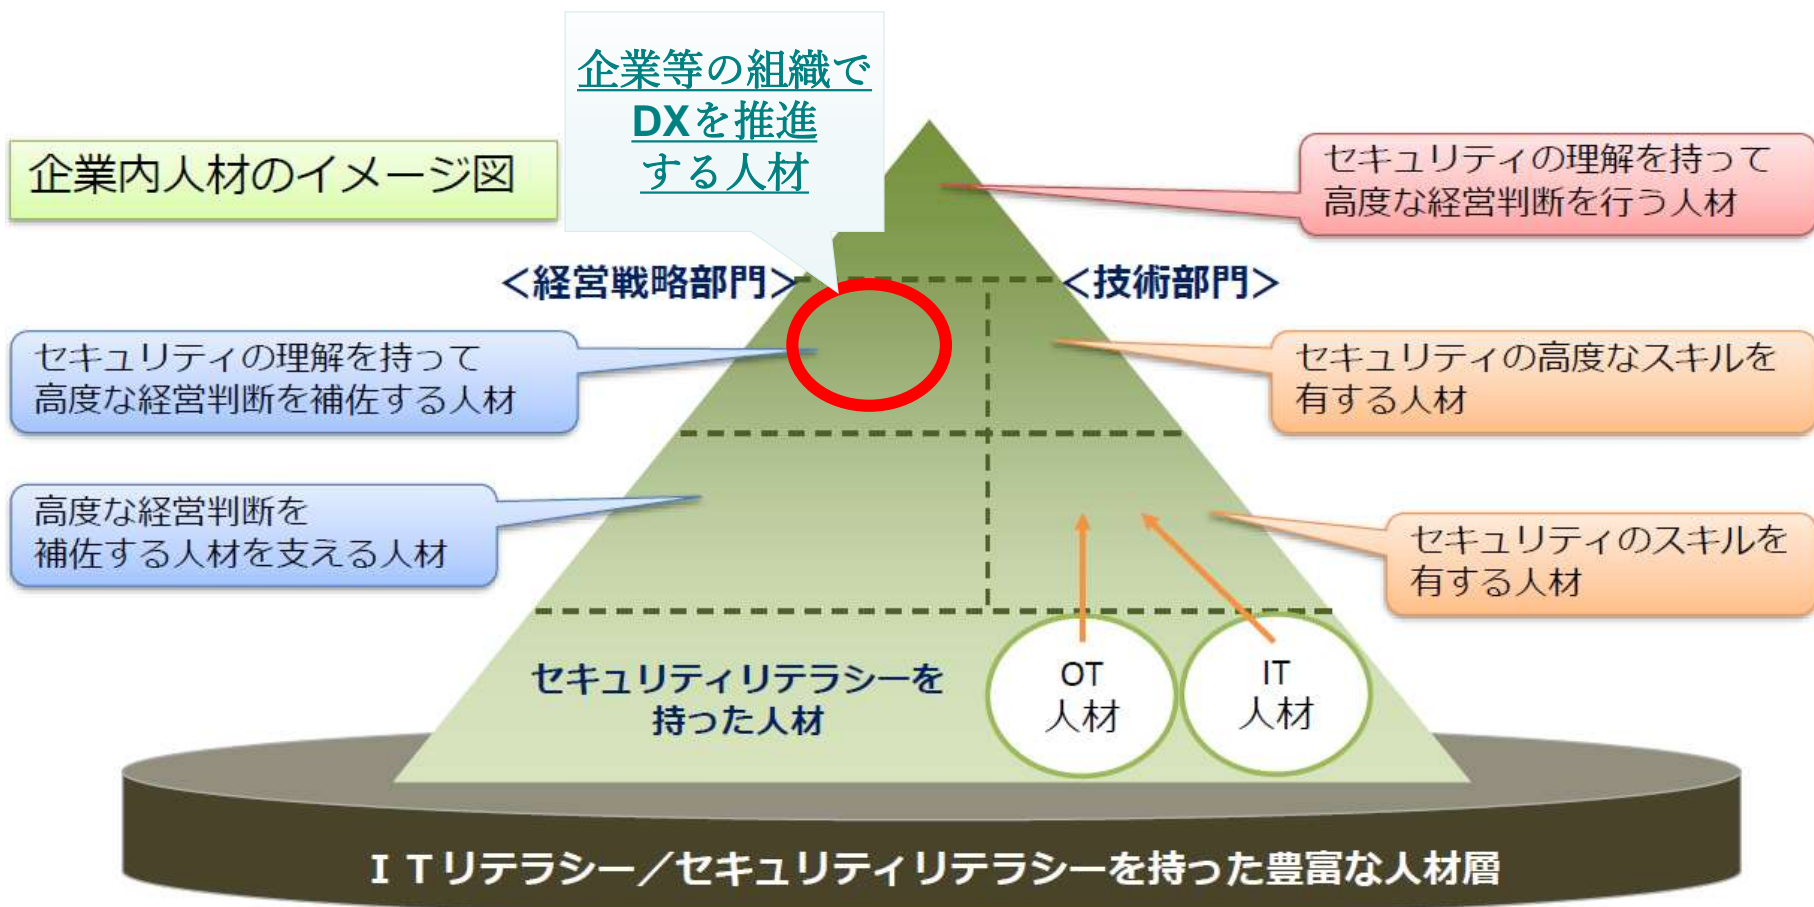 企業等の組織で
DXを推進
する人材
企業内人材のイメージ図
セキュリティの理解を持って
高度な経営判断を行う人材
＜経営戦略部門＞
＜技術部門＞
セキュリティの理解を持って
高度な経営判断を補佐する人材
セキュリティの高度なスキルを
有する人材
高度な経営判断を
補佐する人材を支える人材
セキュリティのスキルを
有する人材
セキュリティリテラシーを
持った人材
OT
人材
IT
人材
ＩＴリテラシー／セキュリティリテラシーを持った豊富な人材層